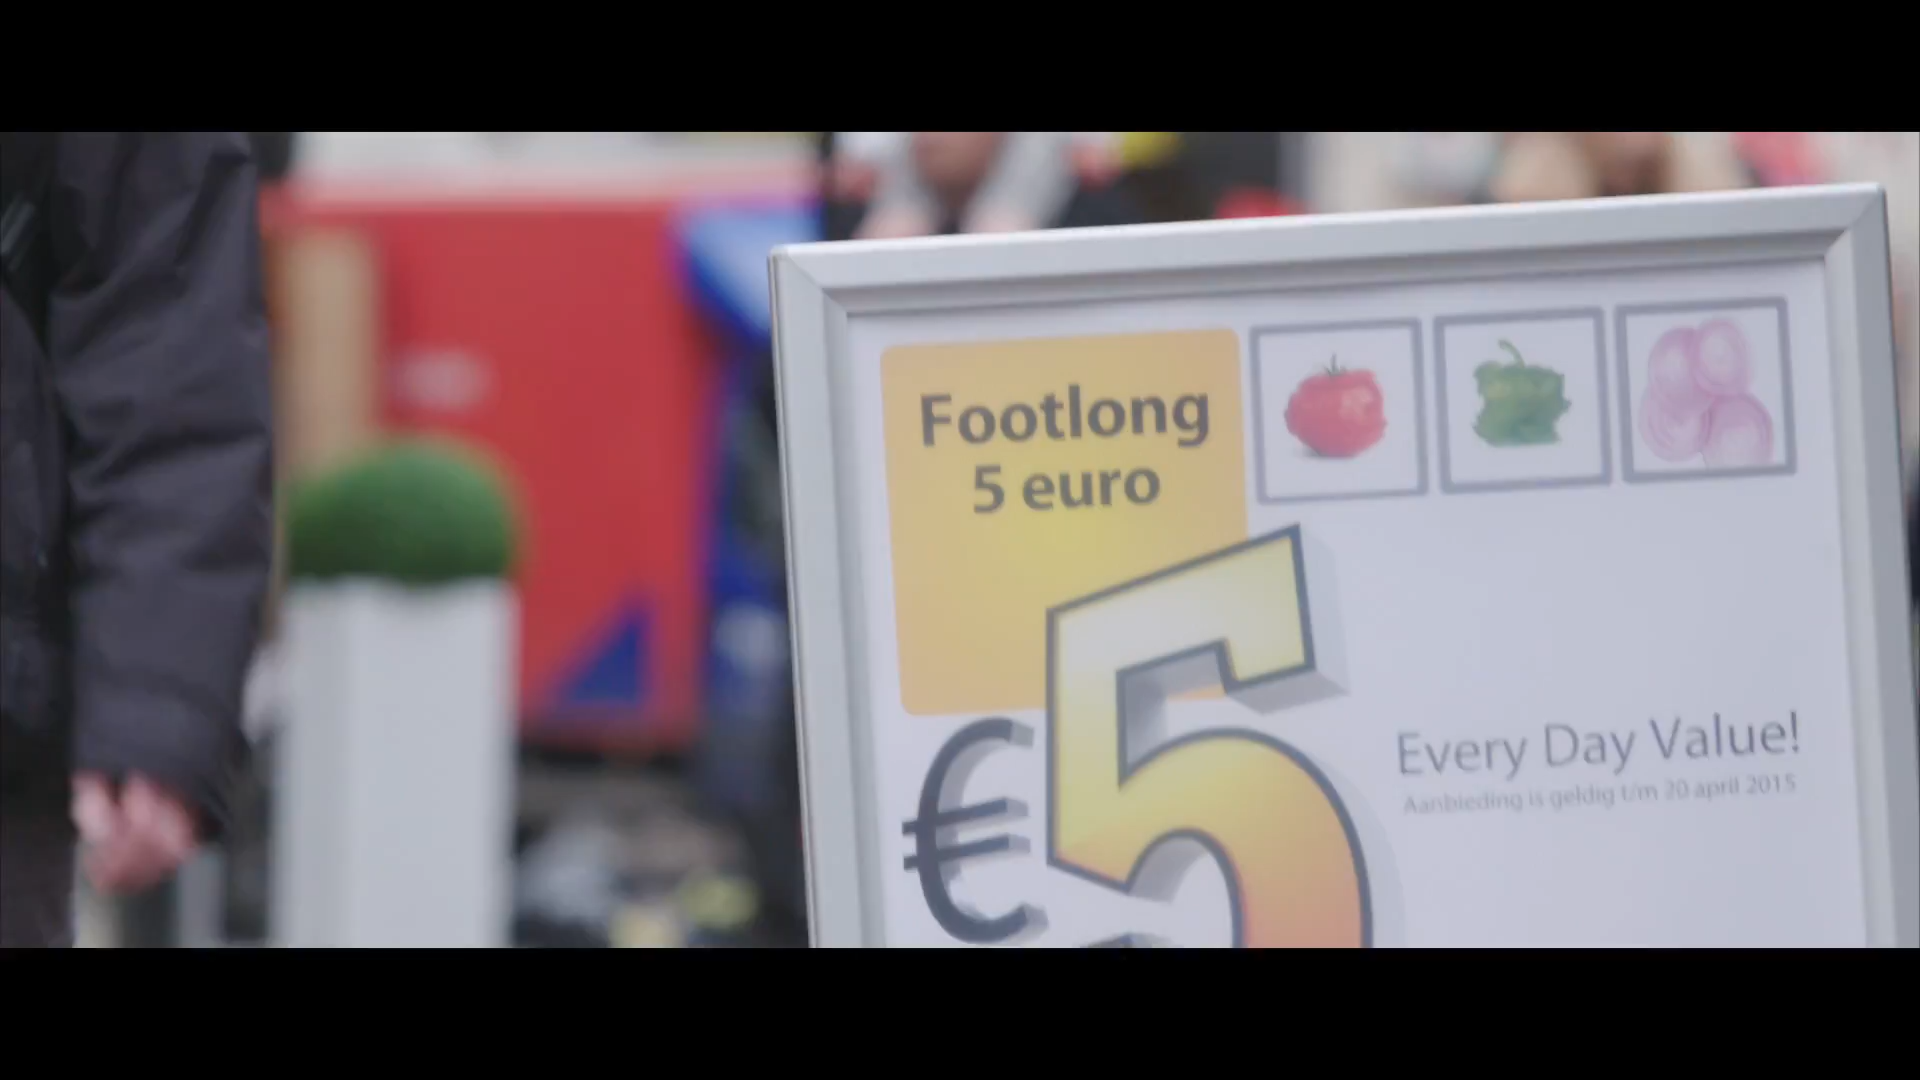 Footlong
5 euro
€5
Every Day Value!
Aanbieding is geldig t/m 20 april 2015